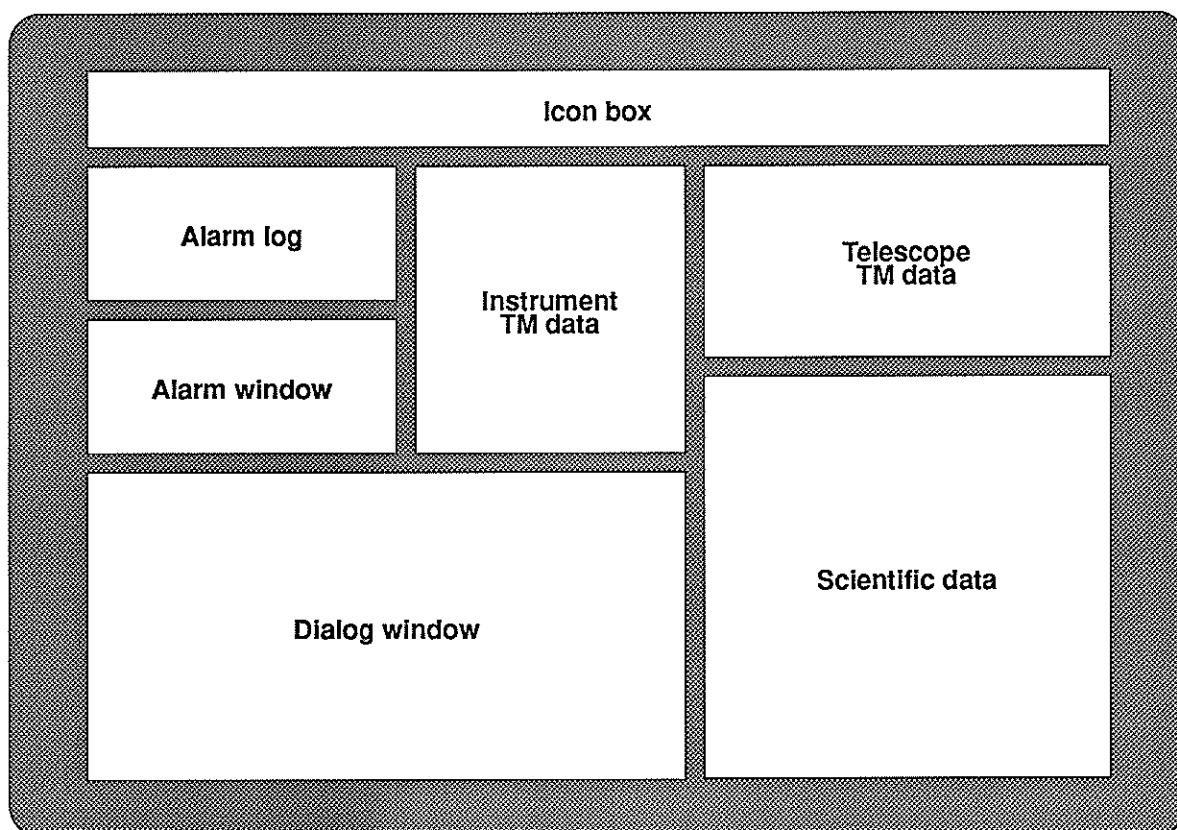 Icon box
Alarm log
Alarm window
Instrument
TM data
Telescope
TM data
Dialog window
Scientific data